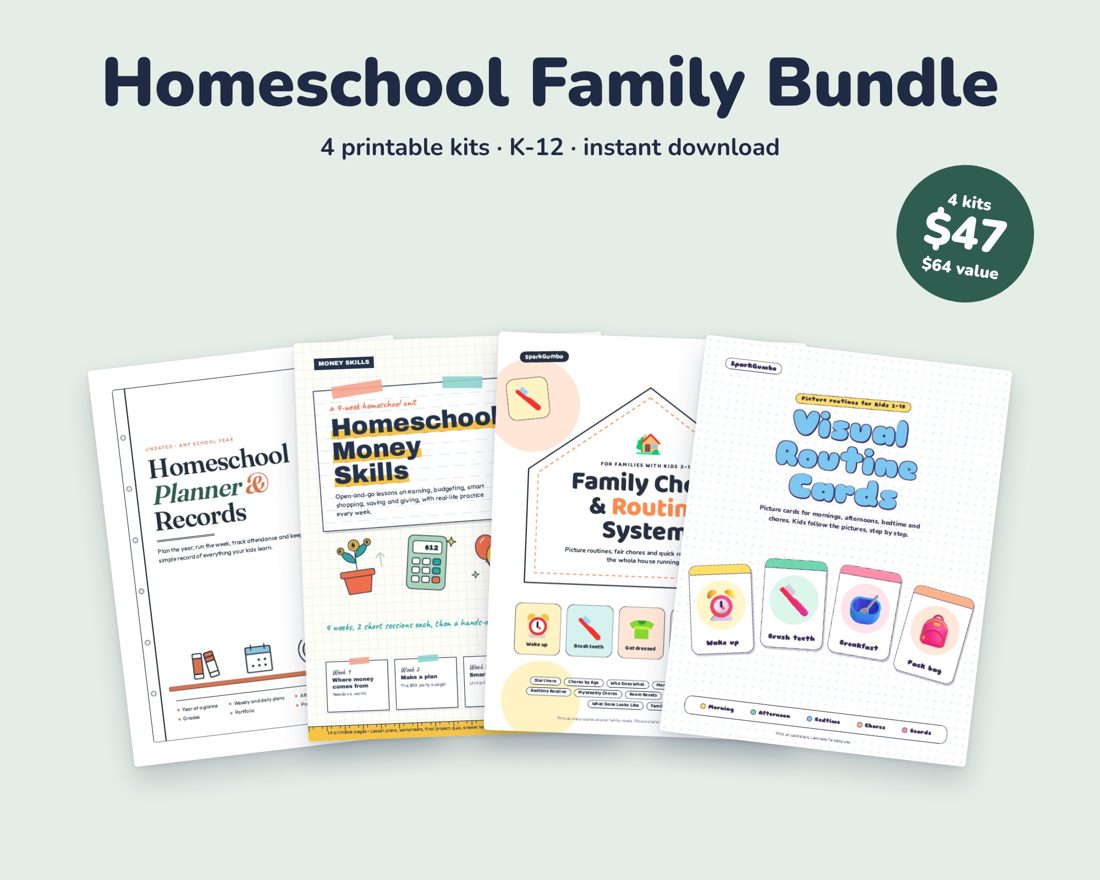 Homeschool Family Bundle
4 printable kits · K-12 · instant download
4 kits
$47
$64 value
UNDATED · ANY SCHOOL YEAR
Homeschool
Planner &
Records
Plan the year, run the week, track attendance and keep
simple record of everything your kids learn.
Year at a glance
Weekly and daily plans
Grades
Portfolio
MONEY SKILLS
a 4-week homeschool unit
Homeschool
Money
Skills
Open-and-go lessons on earning, budgeting, smart
shopping, saving and giving, with real-life practice
every week.
$12
4 weeks, 2 short sessions each, then a hands-o
Week 1
Where money
comes from
Needs vs wants
Week 2
Make a plan
The $50 party budget
Week
Smar
SparkGumbo
FOR FAMILIES WITH KIDS 3-1
Family Cho
& Routin
System
Picture routines, fair chores and quick r
the whole house running
Wake up
Brush teeth
Get dressed
Start Here
Chores by Age
Who Does What
Bedtime Routine
My Weekly Chores
Room Resets
What Done Looks Like
SparkGumbo
Picture routines for kids 3-10
Visual
Routine
Cards
Picture cards for mornings, afternoons, bedtime and
chores. Kids follow the pictures, step by step.
Wake up
Brush teeth
Breakfast
Pack bag
Morning
Afternoon
Bedtime
Chores
Boards